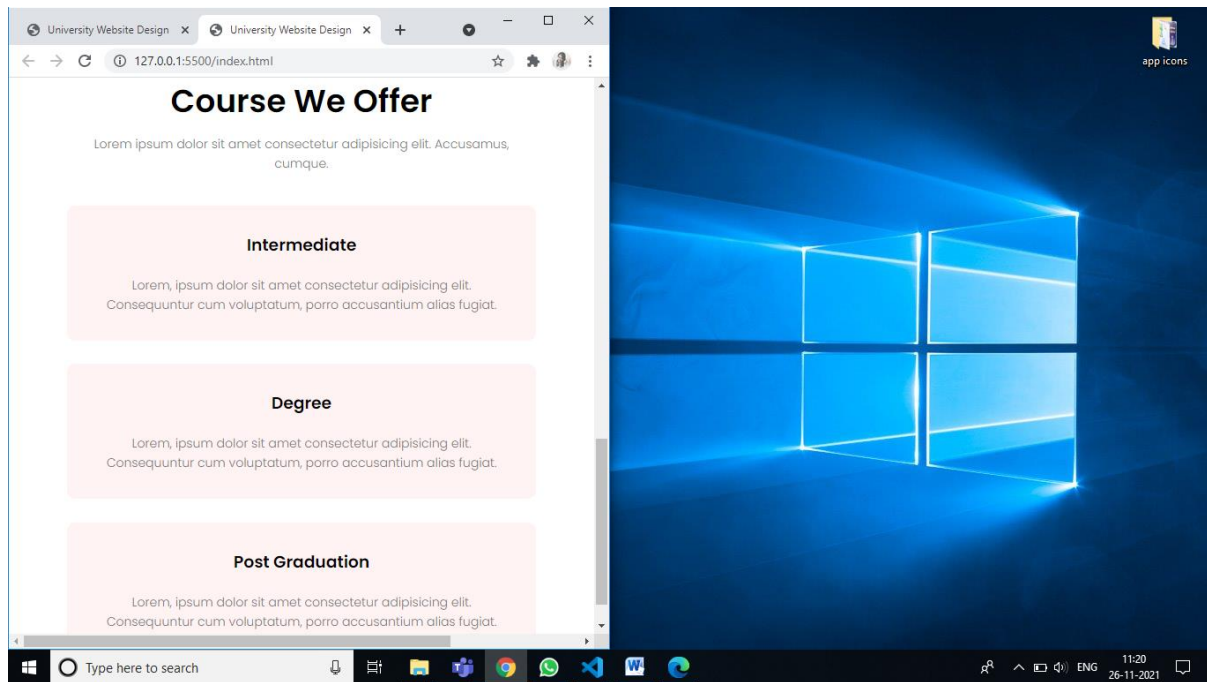 University Website Design
University Website Design
127.0.0.1:5500/index.html
app icons
Course We Offer
Lorem ipsum dolor sit amet consectetur adipisicing elit. Accusamus,
cumque.
Intermediate
Lorem, ipsum dolor sit amet consectetur adipisicing elit.
Consequuntur cum voluptatum, porro accusantium alias fugiat.
Degree
Lorem, ipsum dolor sit amet consectetur adipisicing elit.
Consequuntur cum voluptatum, porro accusantium alias fugiat.
Post Graduation
Lorem, ipsum dolor sit amet consectetur adipisicing elit.
Consequuntur cum voluptatum, porro accusantium alias fugiat.
Type here to search
ENG
11:20
26-11-2021